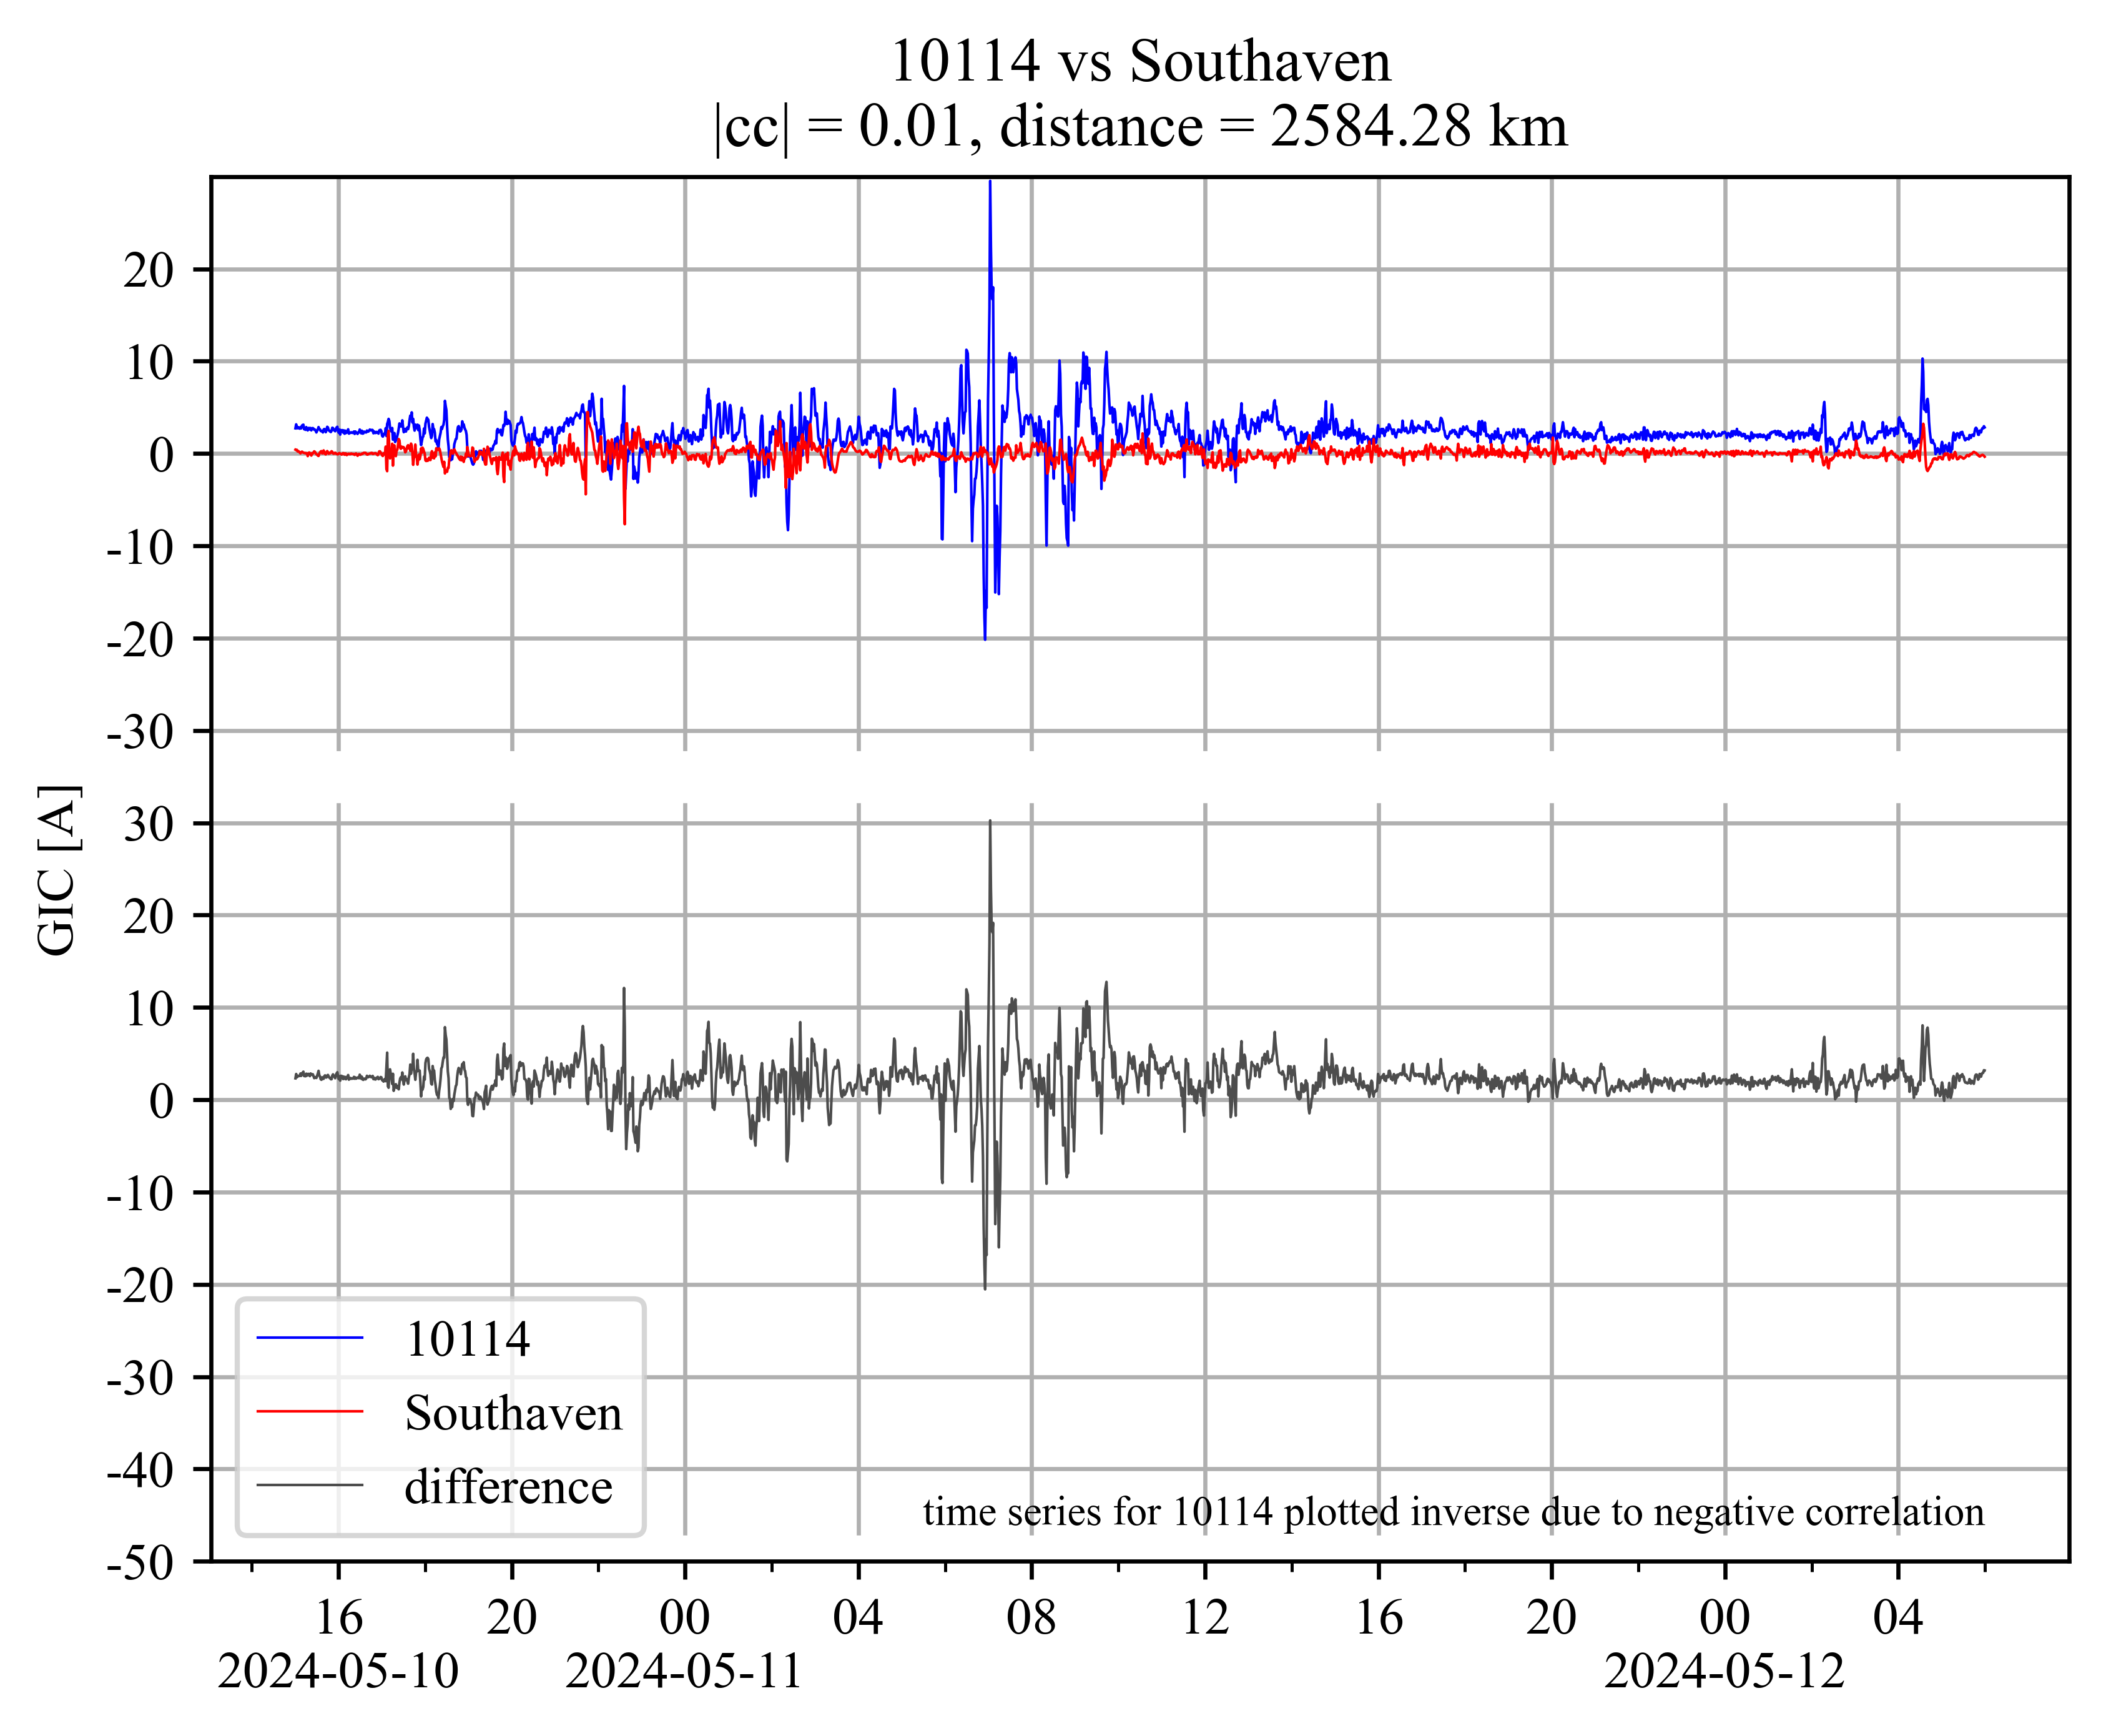 10114 vs Southaven
|cc| = 0.01, distance = 2584.28 km
20
10
0
-10
-20
-30
30
20
10
0
-10
-20
-30
-40
-50
GIC [A]
10114
Southaven
difference
time series for 10114 plotted inverse due to negative correlation
16 20 00 04 08 12 16 20 00 04
2024-05-10 2024-05-11 2024-05-12